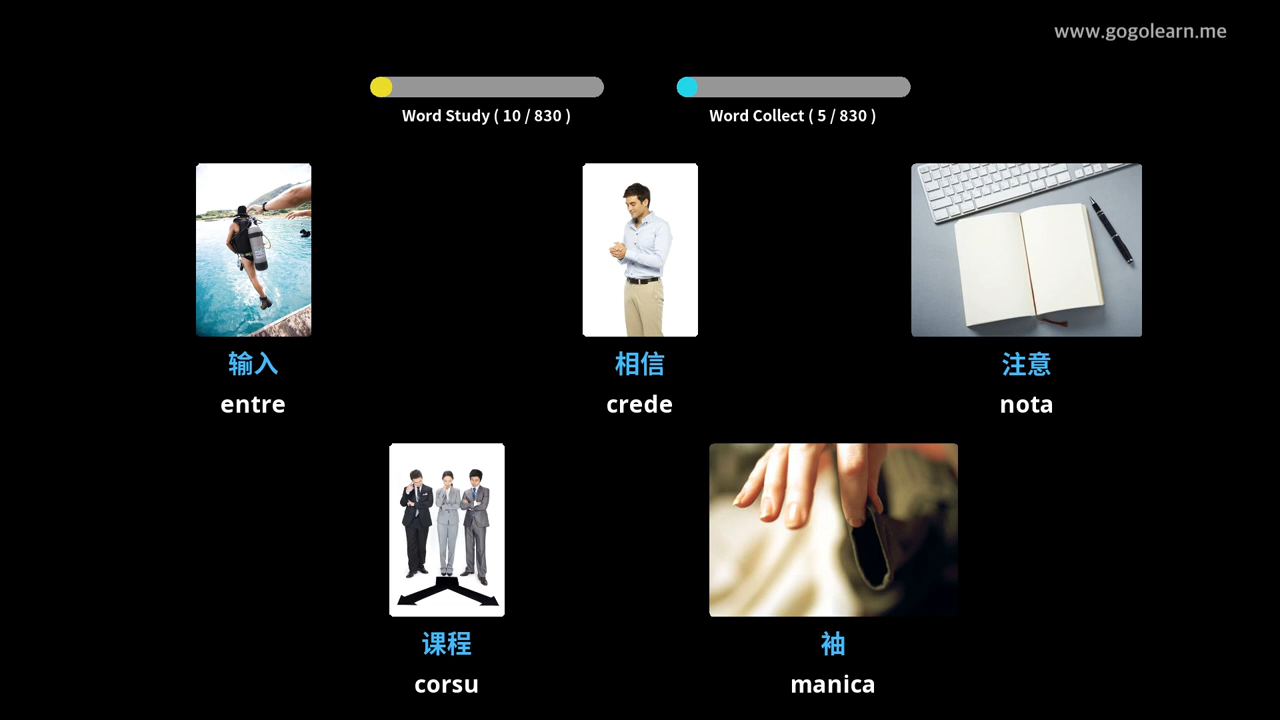 www.gogolearn.me
Word Study ( 10 / 830 )
Word Collect ( 5 / 830 )
输入
entre
相信
crede
注意
nota
课程
corsu
袖
manica